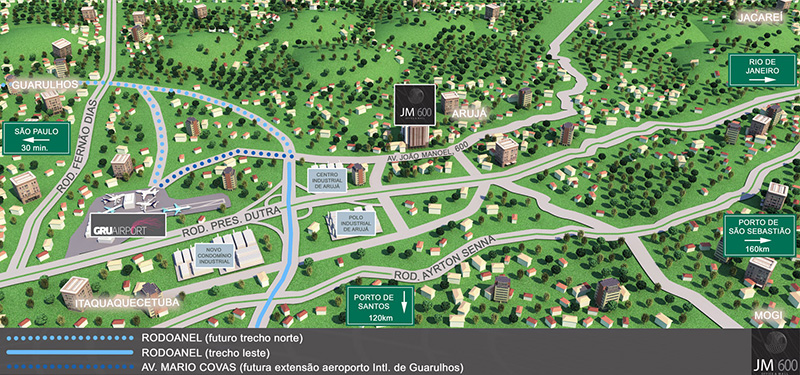 JACAREÍ
RIO DE
JANEIRO
GUARULHOS
SÃO PAULO
30 min.
ROD. FERNÃO DIAS
JM 600
ARUJÁ
AV. JOÃO MANOEL 600
CENTRO
INDUSTRIAL
DE ARUJÁ
GRUAIRPORT
ROD. PRES. DUTRA
POLO
INDUSTRIAL
DE ARUJÁ
NOVO
CONDOMÍNIO
INDUSTRIAL
ROD. AYRTON SENNA
PORTO DE
SÃO SEBASTIÃO
160km
ITAQUAQUECETUBA
PORTO DE
SANTOS
120km
MOGI
RODOANEL (futuro trecho norte)
RODOANEL (trecho leste)
AV. MARIO COVAS (futura extensão aeroporto Intl. de Guarulhos)
JM 600